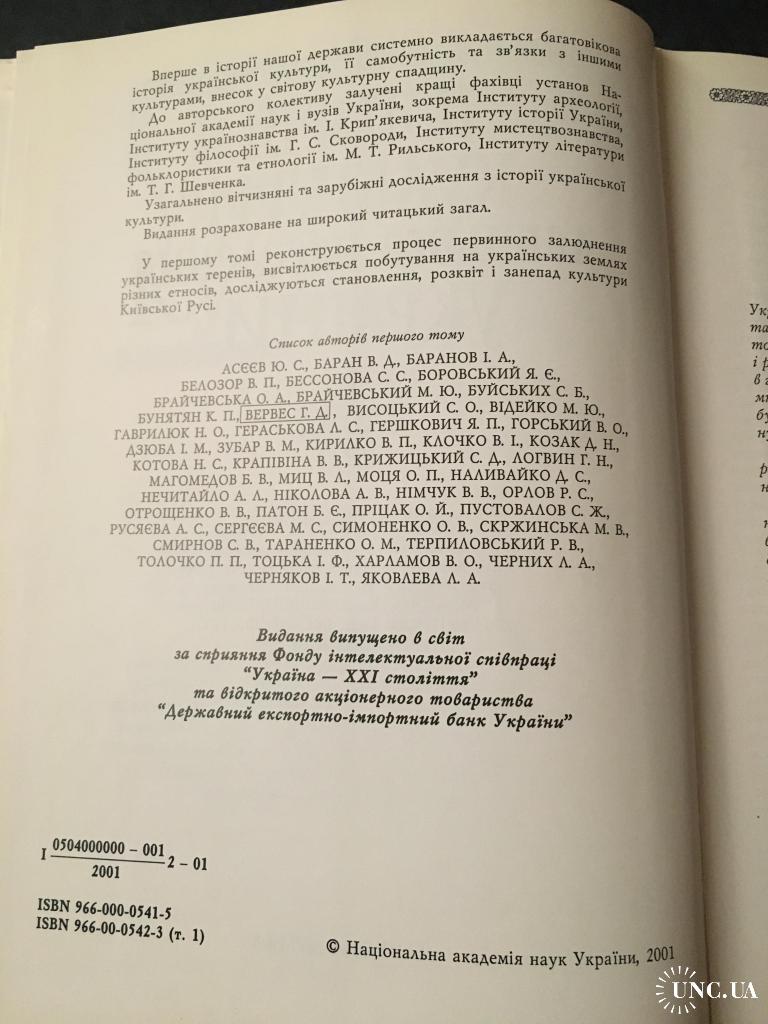 Вперше в історії нашої держави системно викладається багатовікова
історія української культури, її самобутність та зв'язки з іншими
культурами, внесок у світову культурну спадщину.
До авторського колективу залучені кращі фахівці установ На-
ціональної академії наук і вузів України, зокрема Інституту археології,
Інституту українознавства ім. І. Крип'якевича, Інституту історії України,
Інституту філософії ім. Г. С. Сковороди, Інституту мистецтвознавства,
фольклористики та етнології ім. М. Т. Рильського, Інституту літератури
ім. Т. Г. Шевченка.
Узагальнено вітчизняні та зарубіжні дослідження з історії української
культури.
Видання розраховане на широкий читацький загал.
У першому томі реконструюється процес первинного залюднення
українських теренів, висвітлюється побутування на українських землях
різних етносів, досліджуються становлення, розквіт і занепад культури
Київської Русі.
Список авторів першого тому
АСЄЄВ Ю. С., БАРАН В. Д., БАРАНОВ І. А.,
БЕЛОЗОР В. П., БЕССОНОВА С. С., БОРОВСЬКИЙ Я. Є.,
БРАЙЧЕВСЬКА О. А., БРАЙЧЕВСЬКИЙ М. Ю., БУЙСЬКИХ С. Б.,
БУНЯТЯН К. П., ВЕРВЕС Г. Д., ВИСОЦЬКИЙ С. О., ВІДЕЙКО М. Ю.,
ГАВРИЛЮК Н. О., ГЕРАСЬКОВА Л. С., ГЕРШКОВИЧ Я. П., ГОРСЬКИЙ В. О.,
ДЗЮБА І. М., ЗУБАР В. М., КИРИЛКО В. П., КЛОЧКО В. І., КОЗАК Д. Н.,
КОТОВА Н. С., КРАПІВІНА В. В., КРИЖИЦЬКИЙ С. Д., ЛОГВИН Г. Н.,
МАГОМЕДОВ Б. В., МИЦ В. Л., МОЦЯ О. П., НАЛИВАЙКО Д. С.,
НЕЧИТАЙЛО А. Л., НІКОЛОВА А. В., НІМЧУК В. В., ОРЛОВ Р. С.,
ОТРОЩЕНКО В. В., ПАТОН Б. Є., ПРІЦАК О. Й., ПУСТОВАЛОВ С. Ж.,
РУСЯЄВА А. С., СЕРГЄЄВА М. С., СИМОНЕНКО О. В., СКРЖИНСЬКА М. В.,
СМИРНОВ С. В., ТАРАНЕНКО О. М., ТЕРПИЛОВСЬКИЙ Р. В.,
ТОЛОЧКО П. П., ТОЦЬКА І. Ф., ХАРЛАМОВ В. О., ЧЕРНИХ Л. А.,
ЧЕРНЯКОВ І. Т., ЯКОВЛЕВА Л. А.
Видання випущено в світ
за сприяння Фонду інтелектуальної співпраці
“Україна — ХХІ століття”
та відкритого акціонерного товариства
“Державний експортно-імпортний банк України”
І 0504000000 – 001 2 – 01
2001
ISBN 966-000-0541-5
ISBN 966-00-0542-3 (т. 1)
© Національна академія наук України, 2001
UNC.UA